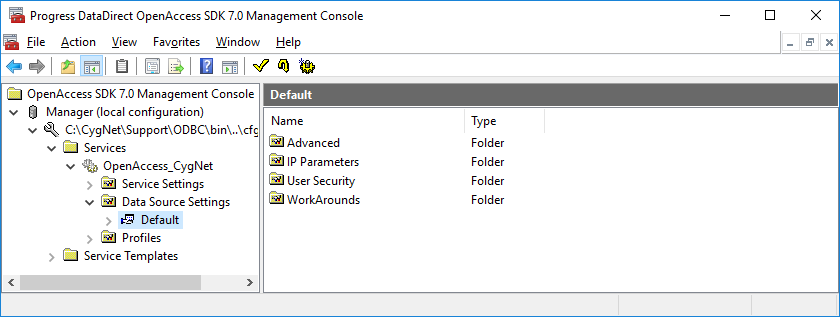 Progress DataDirect OpenAccess SDK 7.0 Management Console
File Action View Favorites Window Help
OpenAccess SDK 7.0 Management Console
Manager (local configuration)
C:\CygNet\Support\ODBC\bin\..\cfg
Services
OpenAccess_CygNet
Service Settings
Data Source Settings
Default
Profiles
Service Templates
Default
Name Type
Advanced Folder
IP Parameters Folder
User Security Folder
WorkArounds Folder